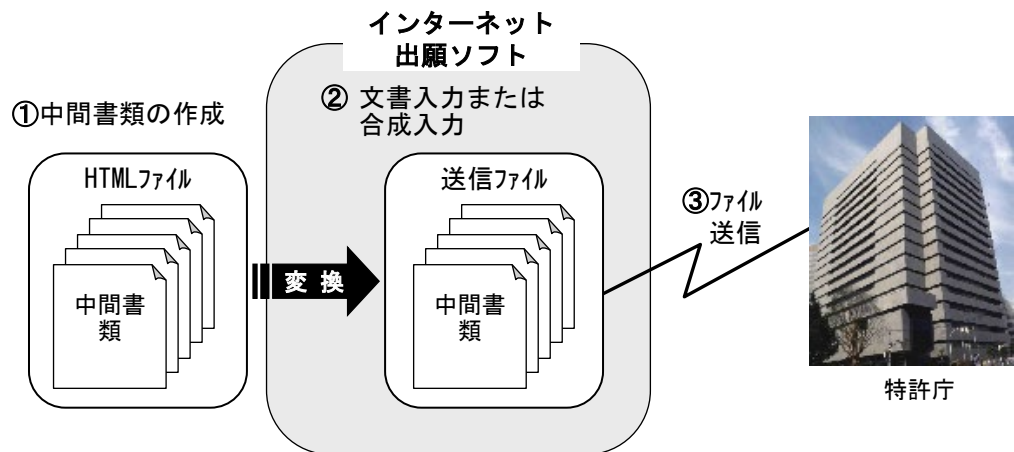 インターネット
出願ソフト
①中間書類の作成
② 文書入力または
合成入力
HTMLﾌｧｲﾙ
送信ﾌｧｲﾙ
③ﾌｧｲﾙ
送信
変 換
中間書
類
中間書
類
特許庁